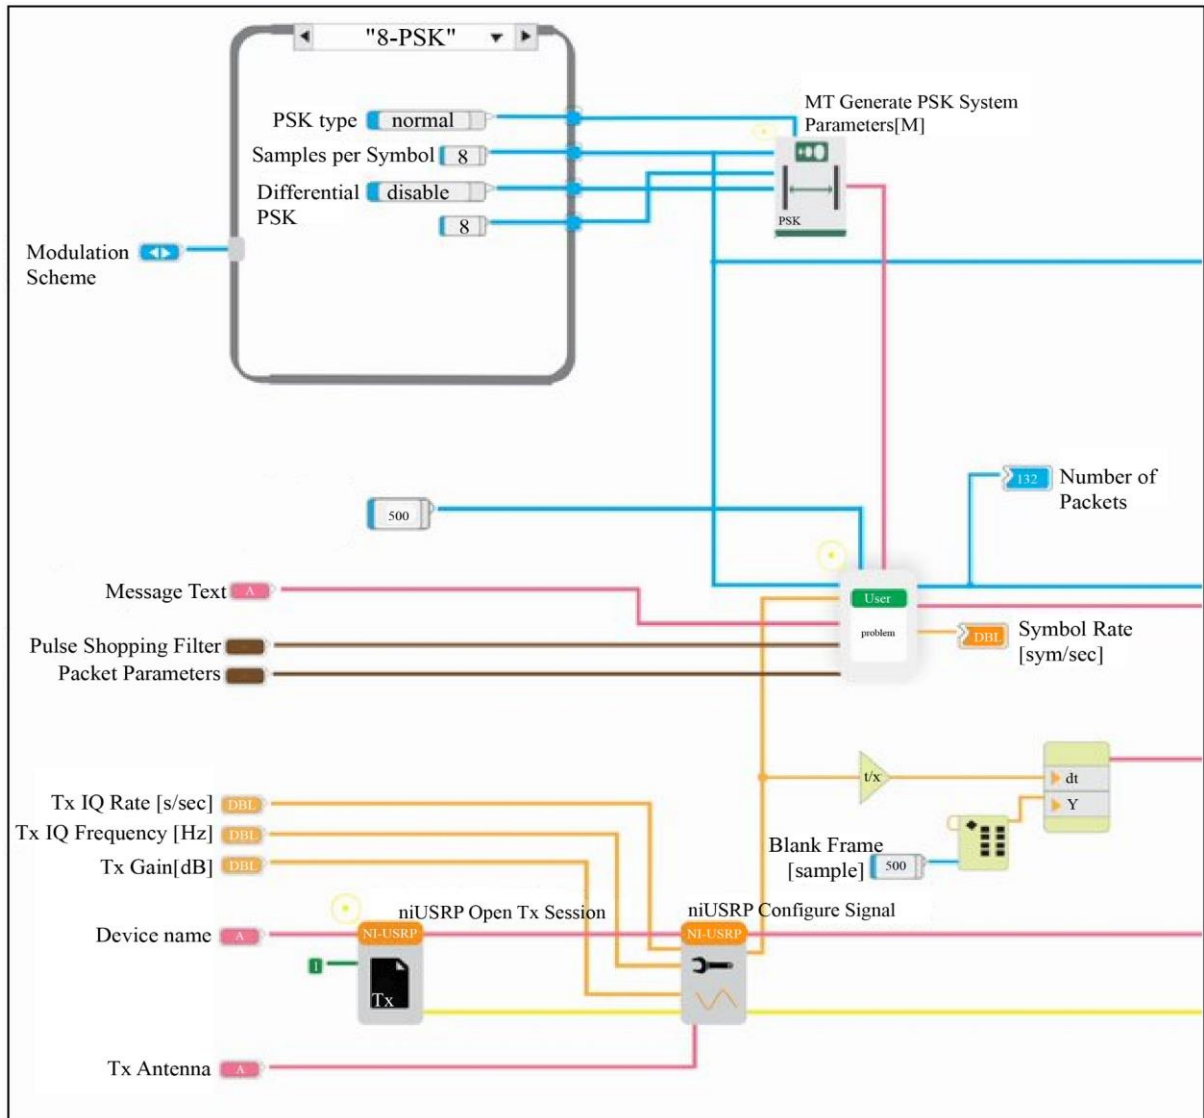 "8-PSK"
PSK type normal
Samples per Symbol 8
Differential disable
PSK
8
MT Generate PSK System
Parameters[M]
PSK
Modulation
Scheme
500
132
Number of
Packets
Message Text A
User
problem
Pulse Shopping Filter
Packet Parameters
DBL
Symbol Rate
[sym/sec]
t/x
dt
Y
Tx IQ Rate [s/sec] DBL
Tx IQ Frequency [Hz] DBL
Tx Gain[dB] DBL
Blank Frame
[sample] 500
niUSRP Open Tx Session
niUSRP Configure Signal
Device name A
NI-USRP
NI-USRP
1
Tx
Tx Antenna A